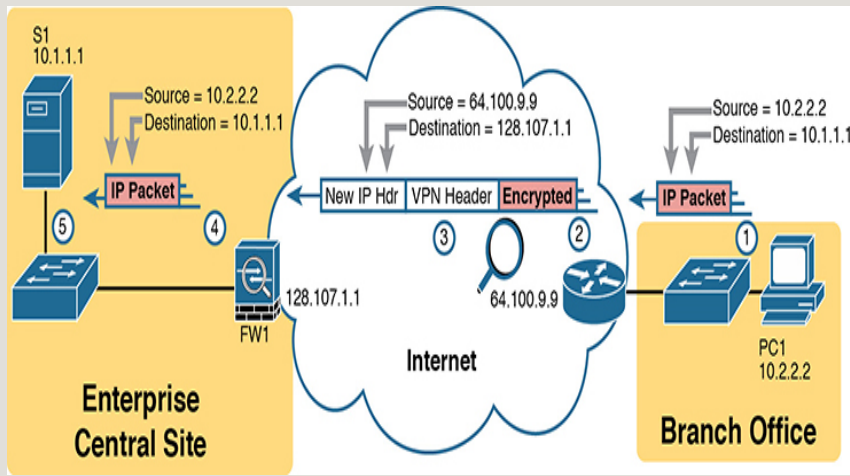 S1
10.1.1.1
Source = 10.2.2.2
Destination = 10.1.1.1
IP Packet
5
4
FW1
128.107.1.1
Enterprise
Central Site
Source = 64.100.9.9
Destination = 128.107.1.1
New IP Hdr
VPN Header
Encrypted
3
2
64.100.9.9
Internet
Source = 10.2.2.2
Destination = 10.1.1.1
IP Packet
1
PC1
10.2.2.2
Branch Office